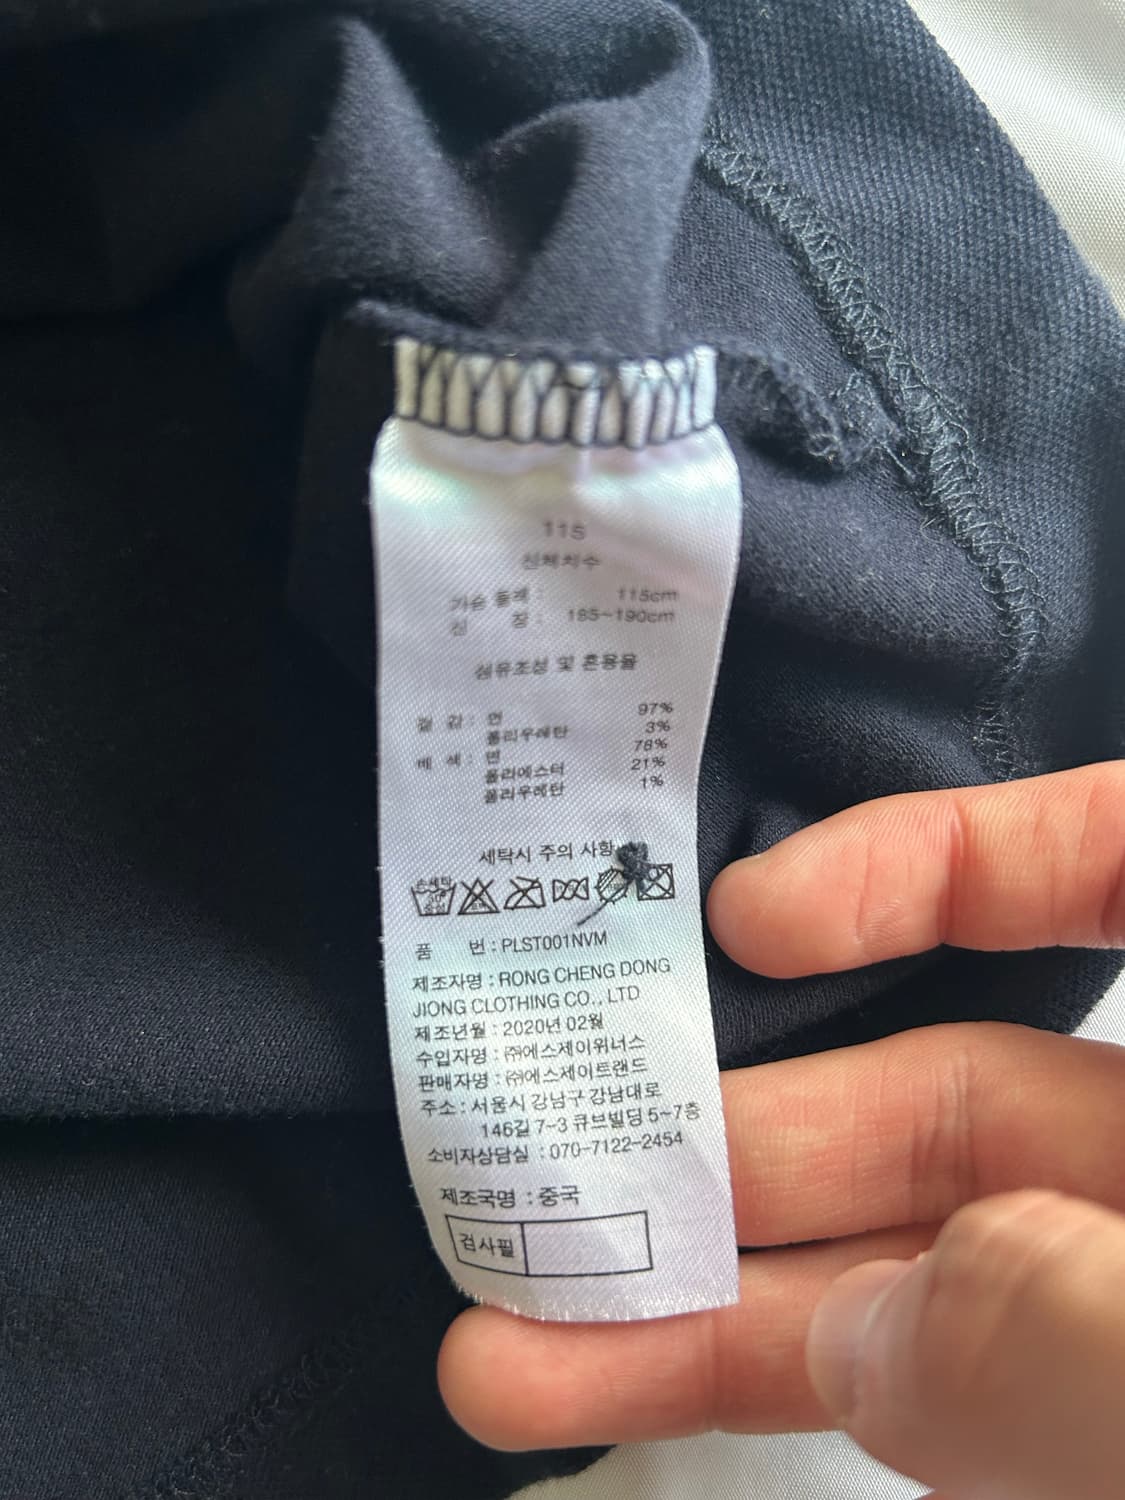 115
신체치수
가슴 둘레 : 115cm
신 장 : 185~190cm
섬유조성 및 혼용율
겉 감 : 면 97%
폴리우레탄 3%
배 색 : 면 78%
폴리에스터 21%
폴리우레탄 1%
세탁시 주의 사항
손세탁
품 번 : PLST001NVM
제조자명 : RONG CHENG DONG
JIONG CLOTHING CO., LTD
제조년월 : 2020년 02월
수입자명 : ㈜에스제이위너스
판매자명 : ㈜에스제이트랜드
주소 : 서울시 강남구 강남대로
146길 7-3 큐브빌딩 5~7층
소비자상담실 : 070-7122-2454
제조국명 : 중국
검사필